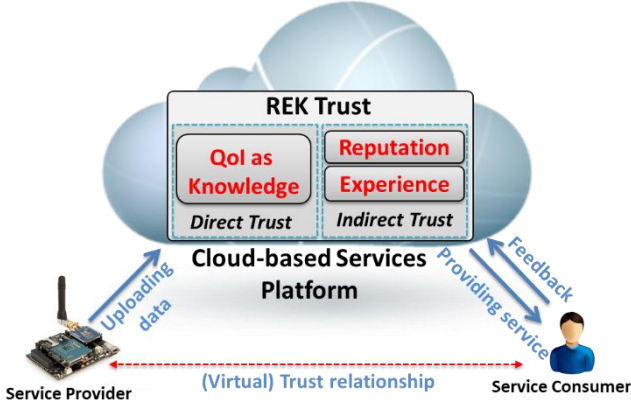 REK Trust
QoI as
Knowledge
Direct Trust
Reputation
Experience
Indirect Trust
Cloud-based Services
Platform
Uploading
data
Providing service
Feedback
Service Provider
(Virtual) Trust relationship
Service Consumer